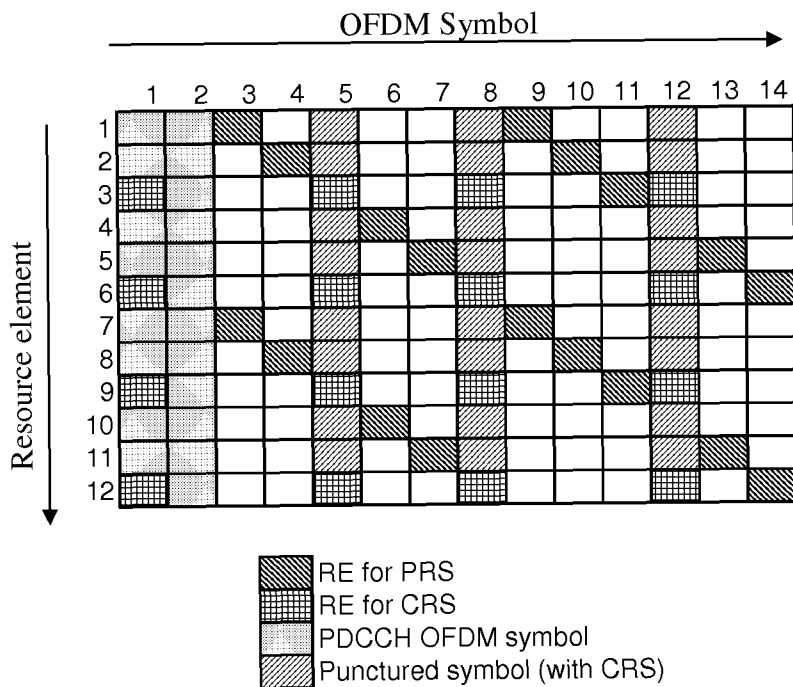 OFDM Symbol
1 2 3 4 5 6 7 8 9 10 11 12 13 14
Resource element
1
2
3
4
5
6
7
8
9
10
11
12
RE for PRS
RE for CRS
PDCCH OFDM symbol
Punctured symbol (with CRS)